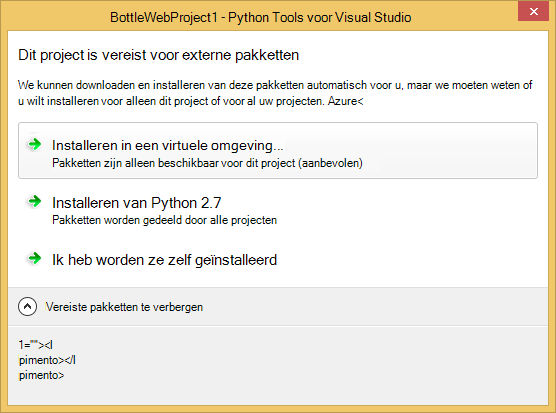 BottleWebProject1 - Python Tools voor Visual Studio
Dit project is vereist voor externe pakketten
We kunnen downloaden en installeren van deze pakketten automatisch voor u, maar we moeten weten of
u wilt installeren voor alleen dit project of voor al uw projecten. Azure<
Installeren in een virtuele omgeving...
Pakketten zijn alleen beschikbaar voor dit project (aanbevolen)
Installeren van Python 2.7
Pakketten worden gedeeld door alle projecten
Ik heb worden ze zelf geïnstalleerd
Vereiste pakketten te verbergen
1=""><l
pimento></l
pimento>